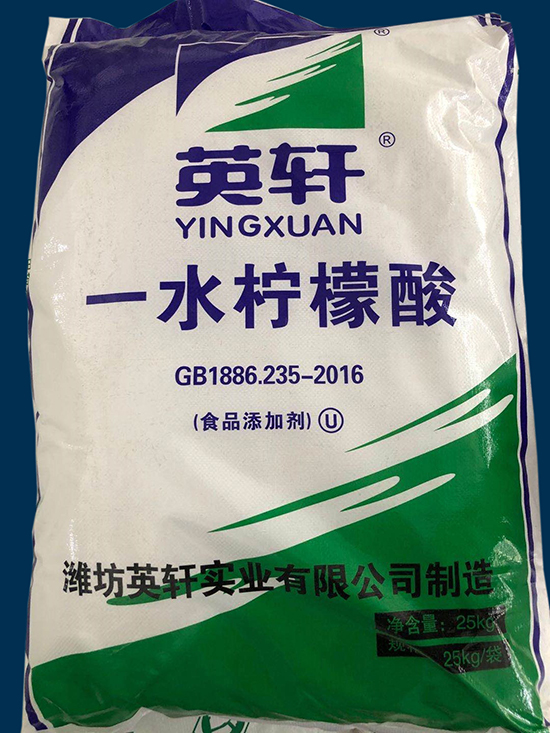 ®
英轩®
YINGXUAN
一水柠檬酸
GB1886.235-2016
(食品添加剂) U
潍坊英轩实业有限公司制造
净含量：25kg
25kg/袋